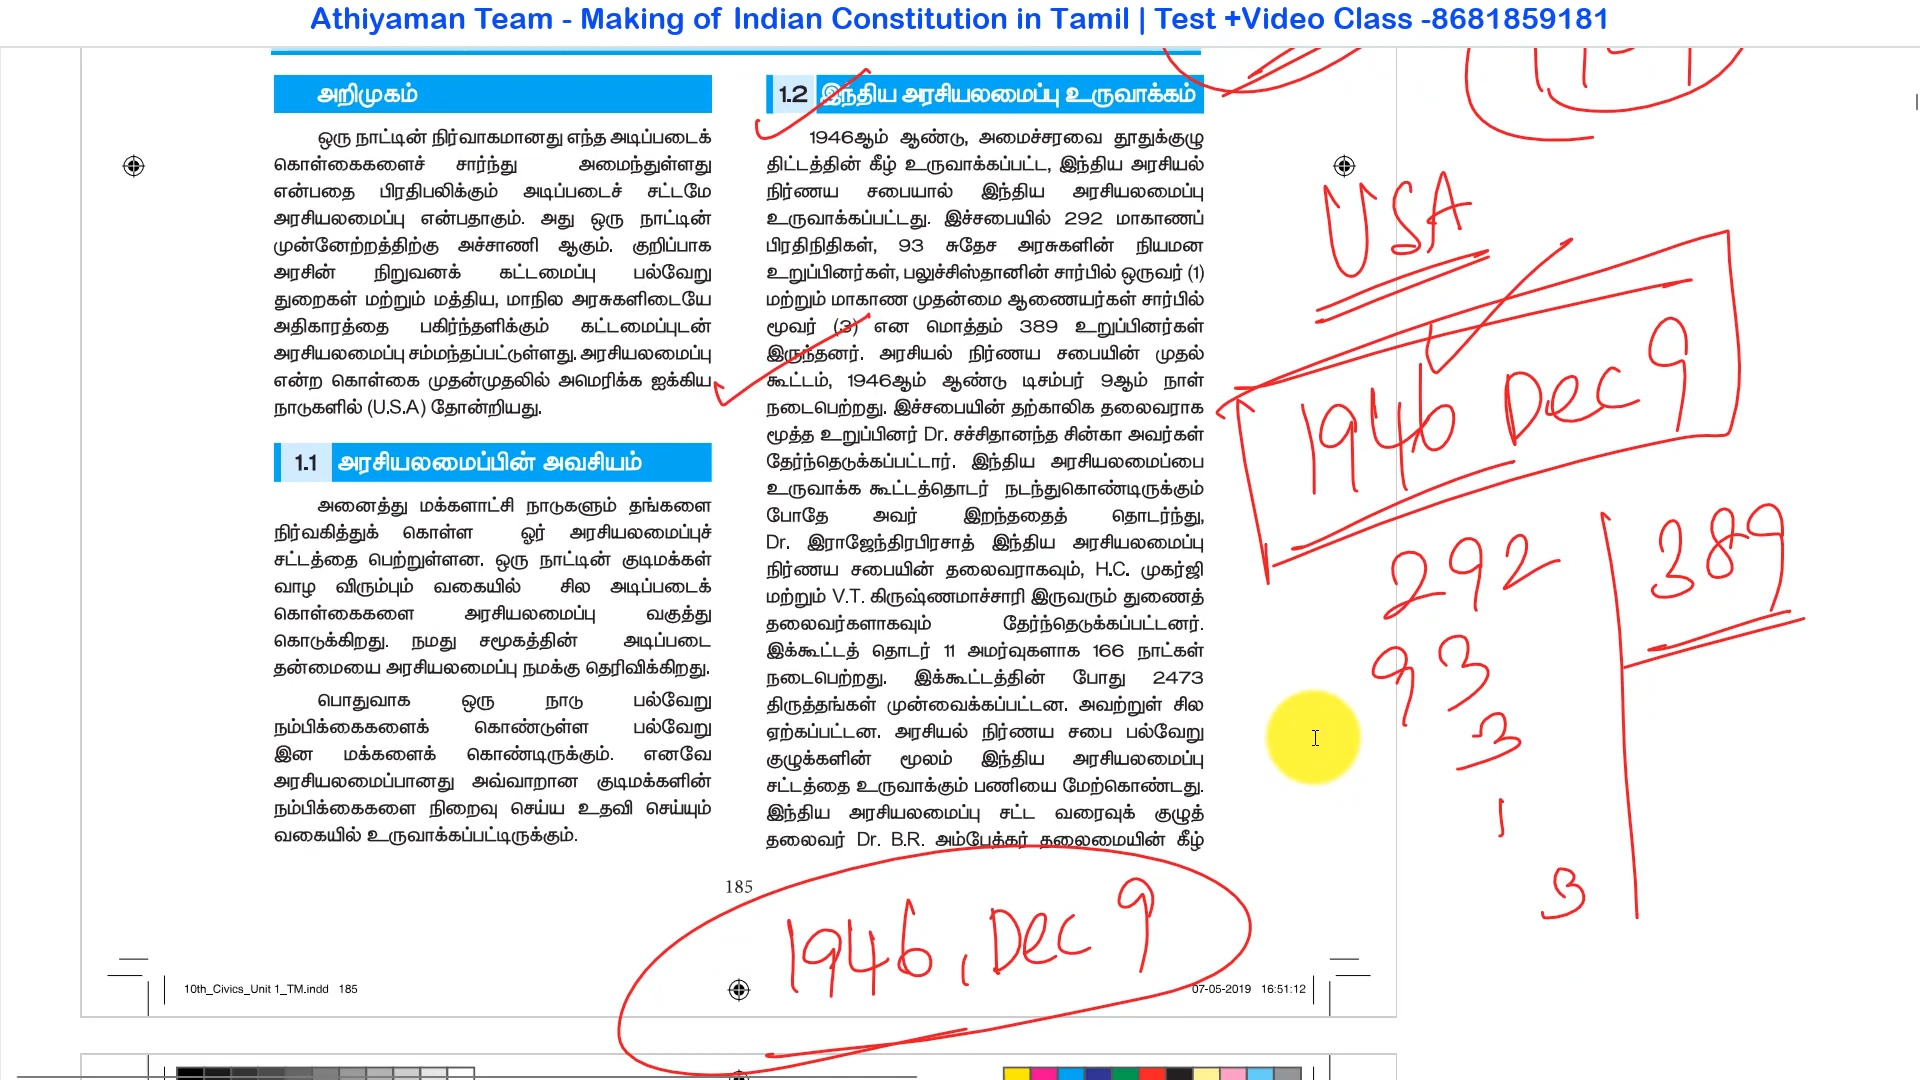 Athiyaman Team - Making of Indian Constitution in Tamil | Test +Video Class -8681859181
அறிமுகம்
ஒரு நாட்டின் நிர்வாகமானது எந்த அடிப்படைக்
கொள்கைகளைச் சார்ந்து அமைந்துள்ளது
என்பதை பிரதிபலிக்கும் அடிப்படைச் சட்டமே
அரசியலமைப்பு என்பதாகும். அது ஒரு நாட்டின்
முன்னேற்றத்திற்கு அச்சாணி ஆகும். குறிப்பாக
அரசின் நிறுவனக் கட்டமைப்பு பல்வேறு
துறைகள் மற்றும் மத்திய, மாநில அரசுகளிடையே
அதிகாரத்தை பகிர்ந்தளிக்கும் கட்டமைப்புடன்
அரசியலமைப்பு சம்மந்தப்பட்டுள்ளது. அரசியலமைப்பு
என்ற கொள்கை முதன்முதலில் அமெரிக்க ஐக்கிய
நாடுகளில் (U.S.A) தோன்றியது.
1.1 அரசியலமைப்பின் அவசியம்
அனைத்து மக்களாட்சி நாடுகளும் தங்களை
நிர்வகித்துக் கொள்ள ஓர் அரசியலமைப்புச்
சட்டத்தை பெற்றுள்ளன. ஒரு நாட்டின் குடிமக்கள்
வாழ விரும்பும் வகையில் சில அடிப்படைக்
கொள்கைகளை அரசியலமைப்பு வகுத்து
கொடுக்கிறது. நமது சமூகத்தின் அடிப்படை
தன்மையை அரசியலமைப்பு நமக்கு தெரிவிக்கிறது.
பொதுவாக ஒரு நாடு பல்வேறு
நம்பிக்கைகளைக் கொண்டுள்ள பல்வேறு
இன மக்களைக் கொண்டிருக்கும். எனவே
அரசியலமைப்பானது அவ்வாறான குடிமக்களின்
நம்பிக்கைகளை நிறைவு செய்ய உதவி செய்யும்
வகையில் உருவாக்கப்பட்டிருக்கும்.
1.2 இந்திய அரசியலமைப்பு உருவாக்கம்
1946ஆம் ஆண்டு, அமைச்சரவை தூதுக்குழு
திட்டத்தின் கீழ் உருவாக்கப்பட்ட, இந்திய அரசியல்
நிர்ணய சபையால் இந்திய அரசியலமைப்பு
உருவாக்கப்பட்டது. இச்சபையில் 292 மாகாணப்
பிரதிநிதிகள், 93 சுதேச அரசுகளின் நியமன
உறுப்பினர்கள், பலுச்சிஸ்தானின் சார்பில் ஒருவர் (1)
மற்றும் மாகாண முதன்மை ஆணையர்கள் சார்பில்
மூவர் (3) என மொத்தம் 389 உறுப்பினர்கள்
இருந்தனர். அரசியல் நிர்ணய சபையின் முதல்
கூட்டம், 1946ஆம் ஆண்டு டிசம்பர் 9ஆம் நாள்
நடைபெற்றது. இச்சபையின் தற்காலிக தலைவராக
மூத்த உறுப்பினர் Dr. சச்சிதானந்த சின்கா அவர்கள்
தேர்ந்தெடுக்கப்பட்டார். இந்திய அரசியலமைப்பை
உருவாக்க கூட்டத்தொடர் நடந்துகொண்டிருக்கும்
போதே அவர் இறந்ததைத் தொடர்ந்து,
Dr. இராஜேந்திரபிரசாத் இந்திய அரசியலமைப்பு
நிர்ணய சபையின் தலைவராகவும், H.C. முகர்ஜி
மற்றும் V.T. கிருஷ்ணமாச்சாரி இருவரும் துணைத்
தலைவர்களாகவும் தேர்ந்தெடுக்கப்பட்டனர்.
இக்கூட்டத் தொடர் 11 அமர்வுகளாக 166 நாட்கள்
நடைபெற்றது. இக்கூட்டத்தின் போது 2473
திருத்தங்கள் முன்வைக்கப்பட்டன. அவற்றுள் சில
ஏற்கப்பட்டன. அரசியல் நிர்ணய சபை பல்வேறு
குழுக்களின் மூலம் இந்திய அரசியலமைப்பு
சட்டத்தை உருவாக்கும் பணியை மேற்கொண்டது.
இந்திய அரசியலமைப்பு சட்ட வரைவுக் குழுத்
தலைவர் Dr. B.R. அம்பேத்கர் தலைமையின் கீழ்
USA
1946 Dec 9
292
389
93
3
1
3
185
1946, Dec 9
10th_Civics_Unit 1_TM.indd 185
07-05-2019 16:51:12